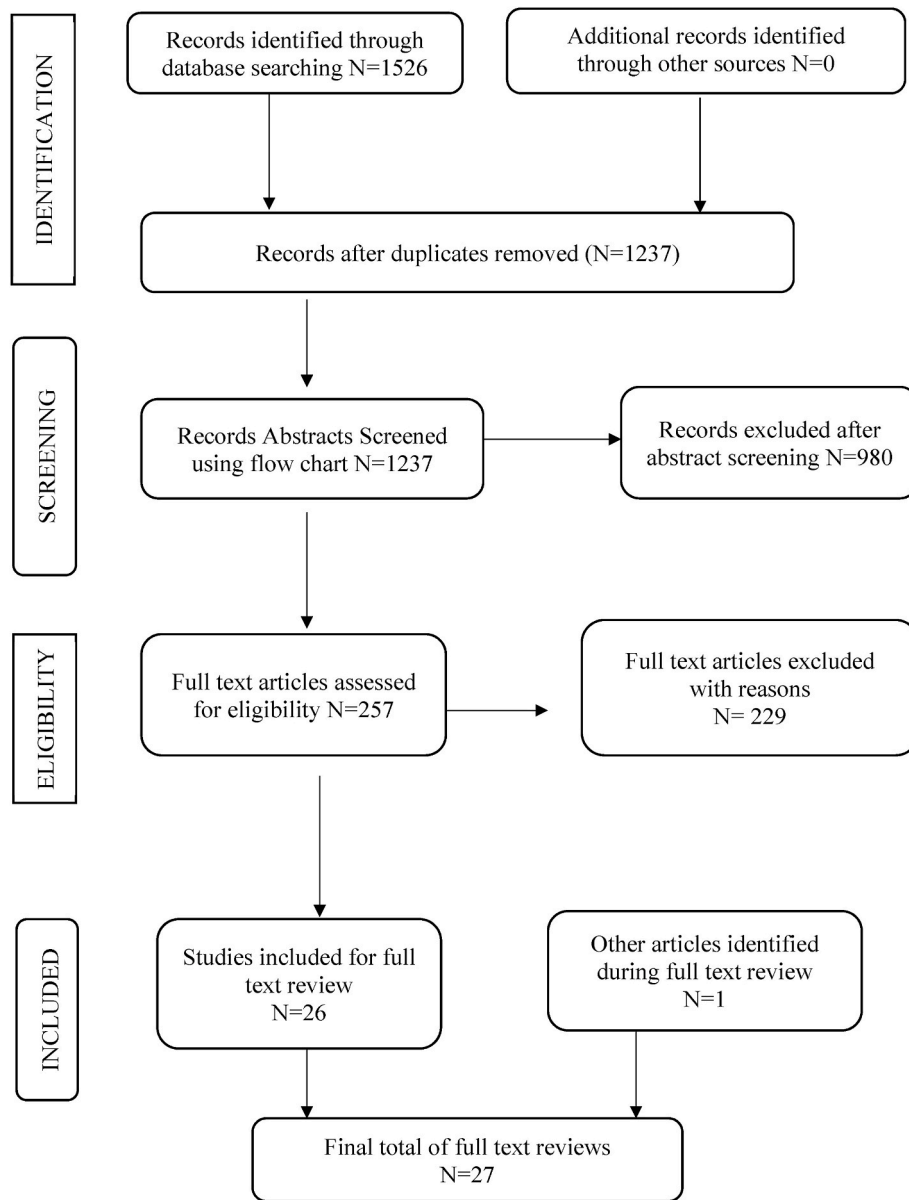 IDENTIFICATION
Records identified through
database searching N=1526
Additional records identified
through other sources N=0
Records after duplicates removed (N=1237)
SCREENING
Records Abstracts Screened
using flow chart N=1237
Records excluded after
abstract screening N=980
ELIGIBILITY
Full text articles assessed
for eligibility N=257
Full text articles excluded
with reasons
N= 229
INCLUDED
Studies included for full
text review
N=26
Other articles identified
during full text review
N=1
Final total of full text reviews
N=27